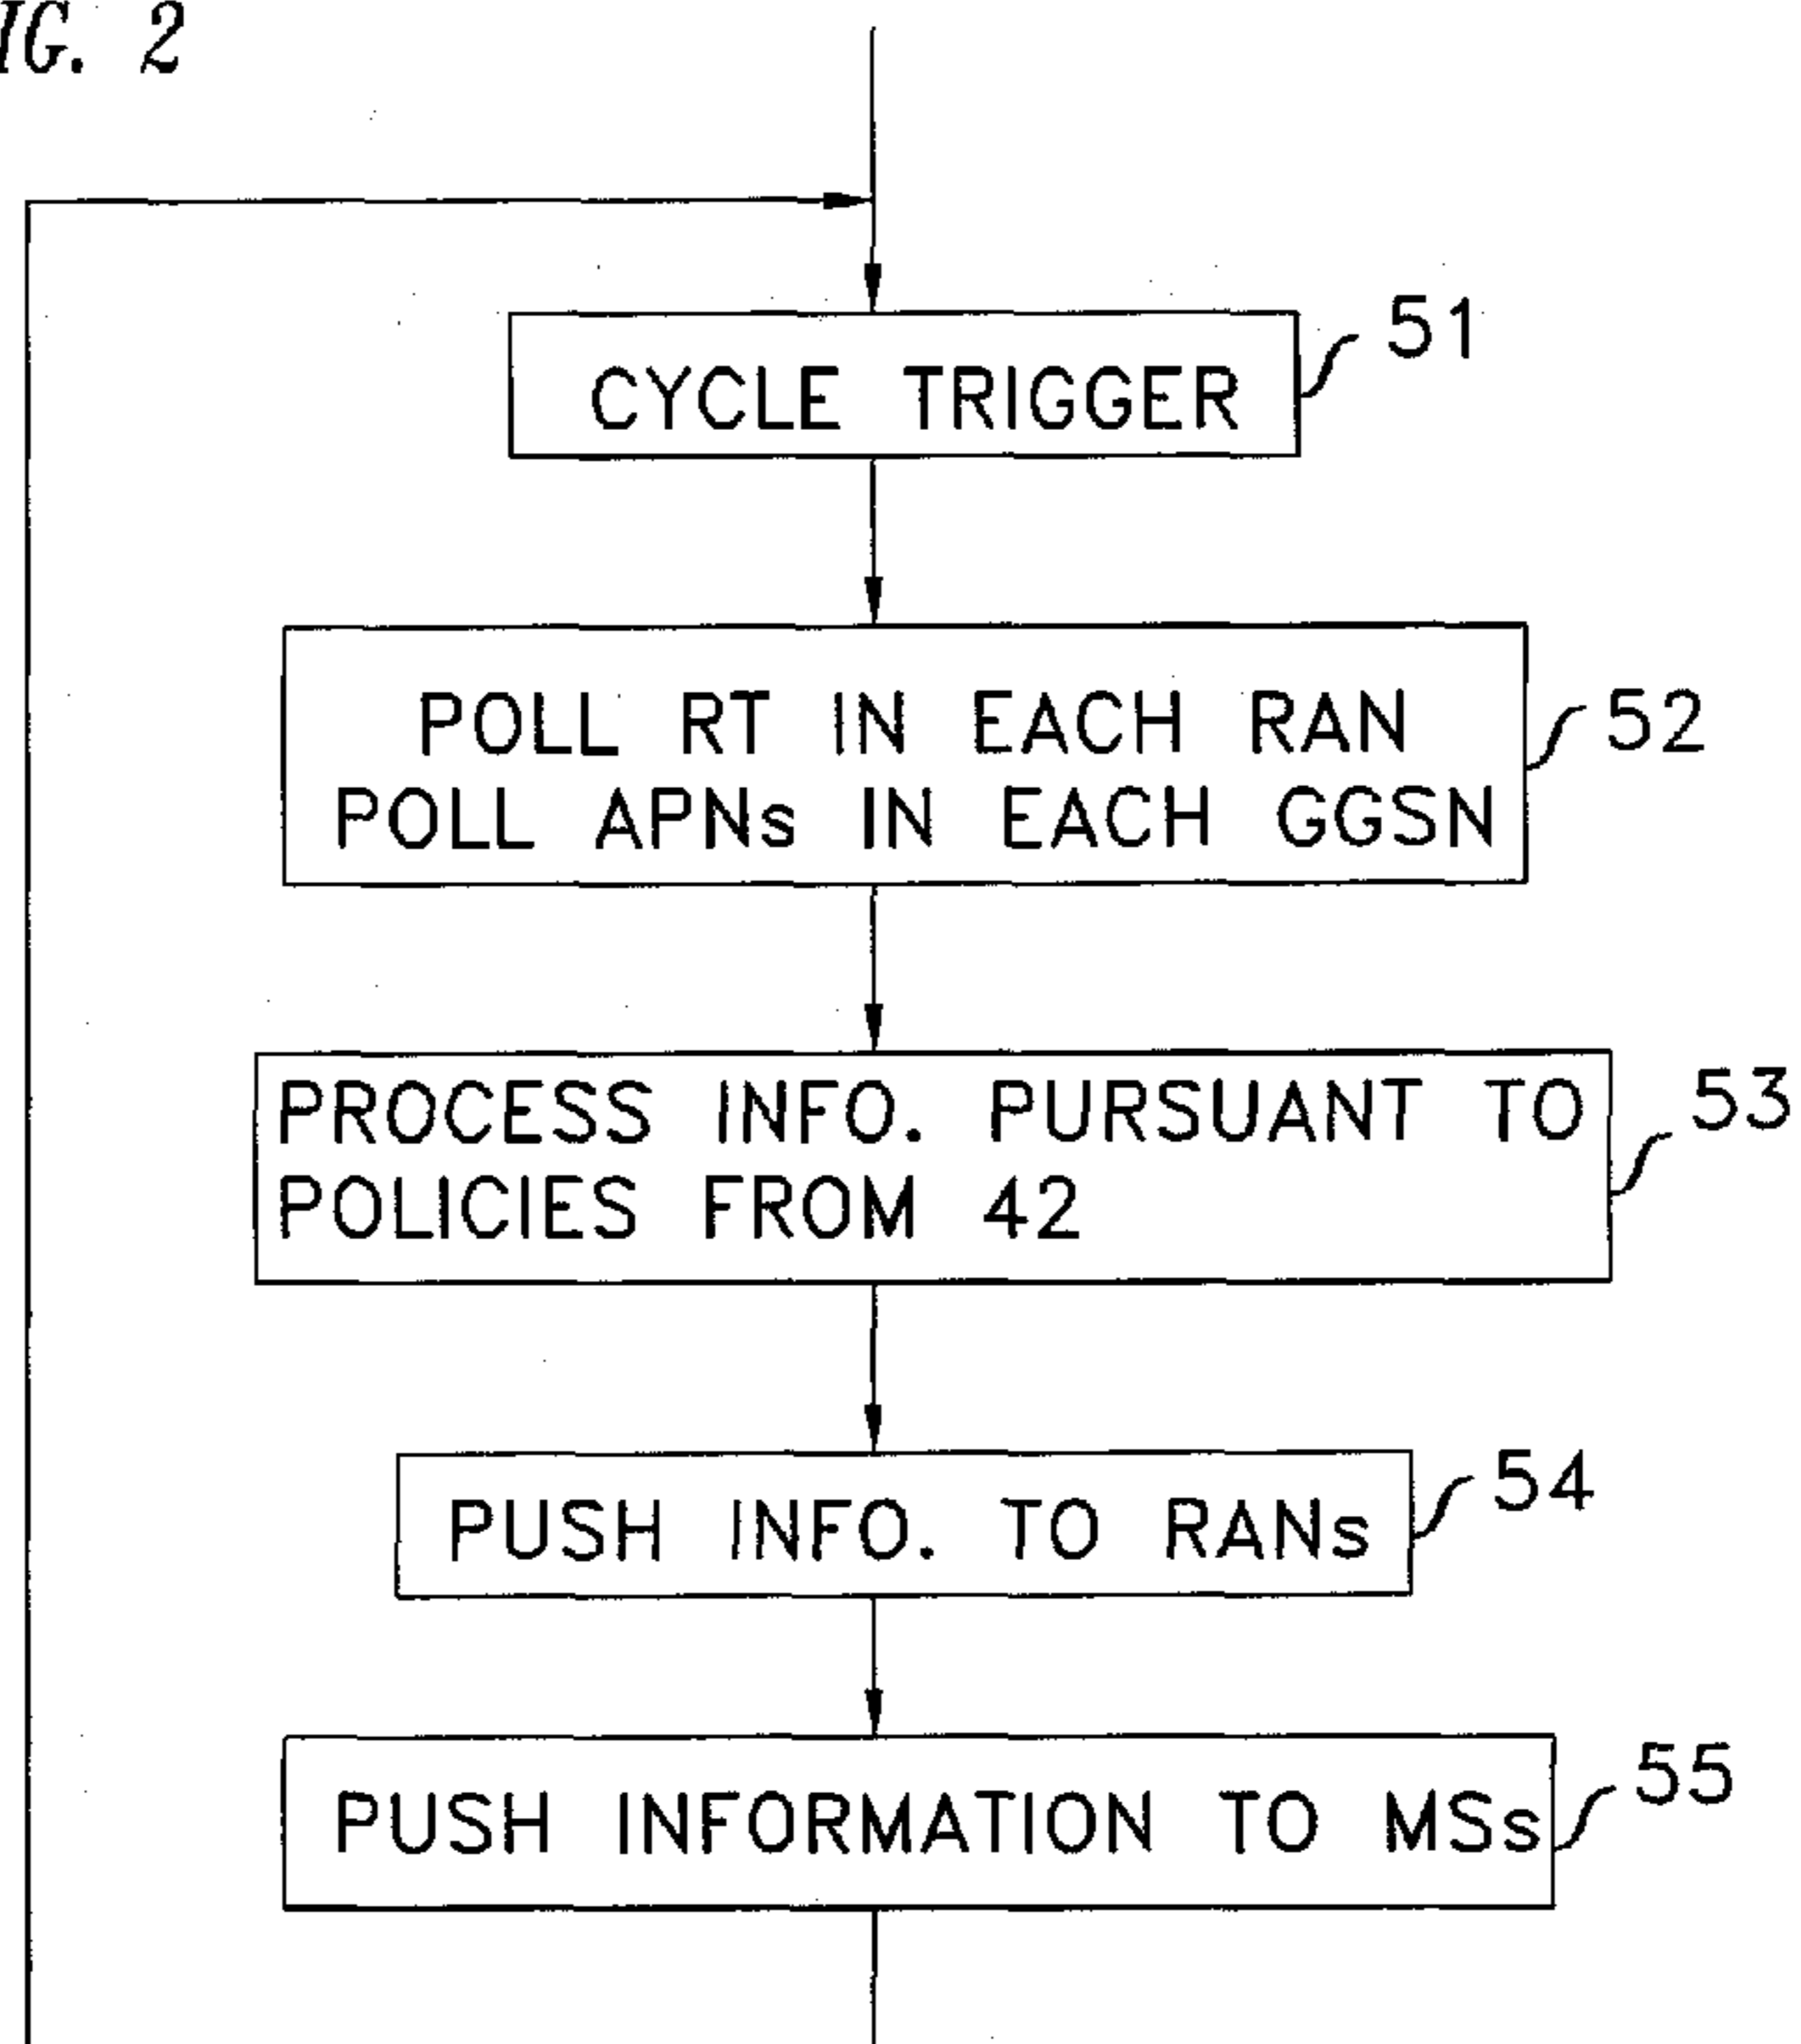 IG. 2
51
CYCLE TRIGGER
52
POLL RT IN EACH RAN
POLL APNs IN EACH GGSN
53
PROCESS INFO. PURSUANT TO
POLICIES FROM 42
54
PUSH INFO. TO RANs
55
PUSH INFORMATION TO MSs